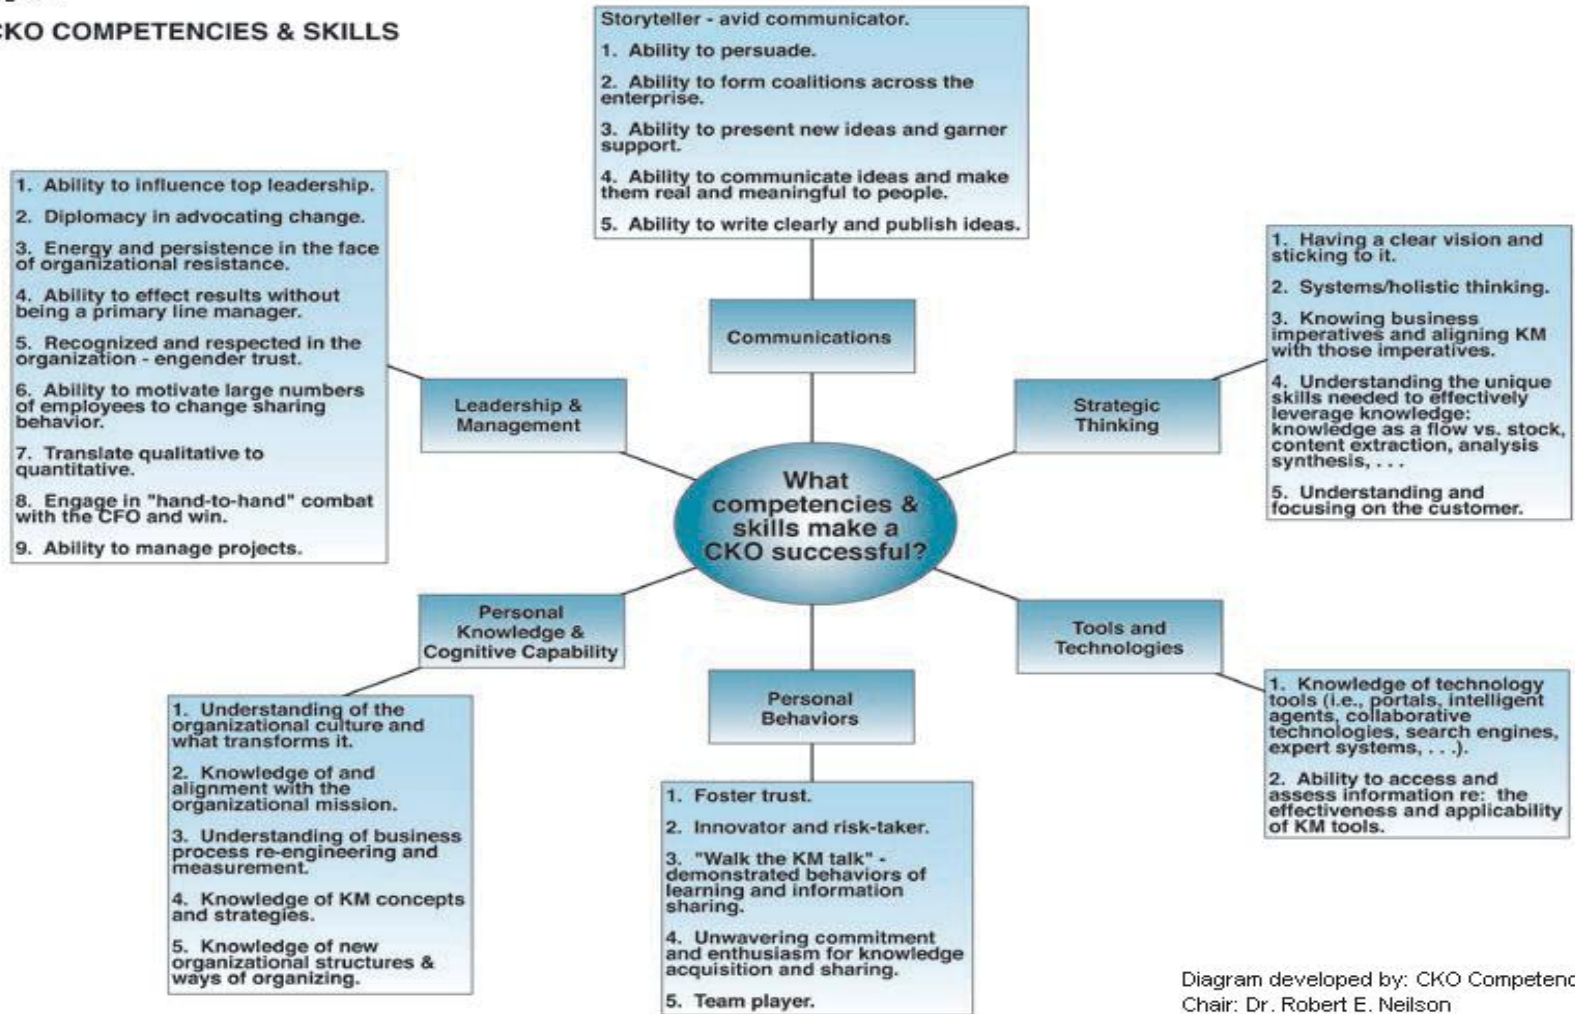 CKO COMPETENCIES & SKILLS
Storyteller - avid communicator.
1. Ability to persuade.
2. Ability to form coalitions across the
enterprise.
3. Ability to present new ideas and garner
support.
4. Ability to communicate ideas and make
them real and meaningful to people.
5. Ability to write clearly and publish ideas.
Communications
1. Ability to influence top leadership.
2. Diplomacy in advocating change.
3. Energy and persistence in the face
of organizational resistance.
4. Ability to effect results without
being a primary line manager.
5. Recognized and respected in the
organization - engender trust.
6. Ability to motivate large numbers
of employees to change sharing
behavior.
7. Translate qualitative to
quantitative.
8. Engage in "hand-to-hand" combat
with the CFO and win.
9. Ability to manage projects.
Leadership &
Management
1. Having a clear vision and
sticking to it.
2. Systems/holistic thinking.
3. Knowing business
imperatives and aligning KM
with those imperatives.
4. Understanding the unique
skills needed to effectively
leverage knowledge:
knowledge as a flow vs. stock,
content extraction, analysis
synthesis, . . .
5. Understanding and
focusing on the customer.
Strategic
Thinking
What
competencies &
skills make a
CKO successful?
Personal
Knowledge &
Cognitive Capability
1. Understanding of the
organizational culture and
what transforms it.
2. Knowledge of and
alignment with the
organizational mission.
3. Understanding of business
process re-engineering and
measurement.
4. Knowledge of KM concepts
and strategies.
5. Knowledge of new
organizational structures &
ways of organizing.
Personal
Behaviors
1. Foster trust.
2. Innovator and risk-taker.
3. "Walk the KM talk" -
demonstrated behaviors of
learning and information
sharing.
4. Unwavering commitment
and enthusiasm for knowledge
acquisition and sharing.
5. Team player.
Tools and
Technologies
1. Knowledge of technology
tools (i.e., portals, intelligent
agents, collaborative
technologies, search engines,
expert systems, . . .).
2. Ability to access and
assess information re: the
effectiveness and applicability
of KM tools.
Diagram developed by: CKO Competenc
Chair: Dr. Robert E. Neilson